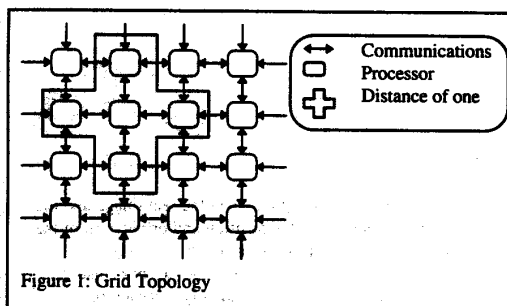 Communications
Processor
Distance of one
Figure 1: Grid Topology